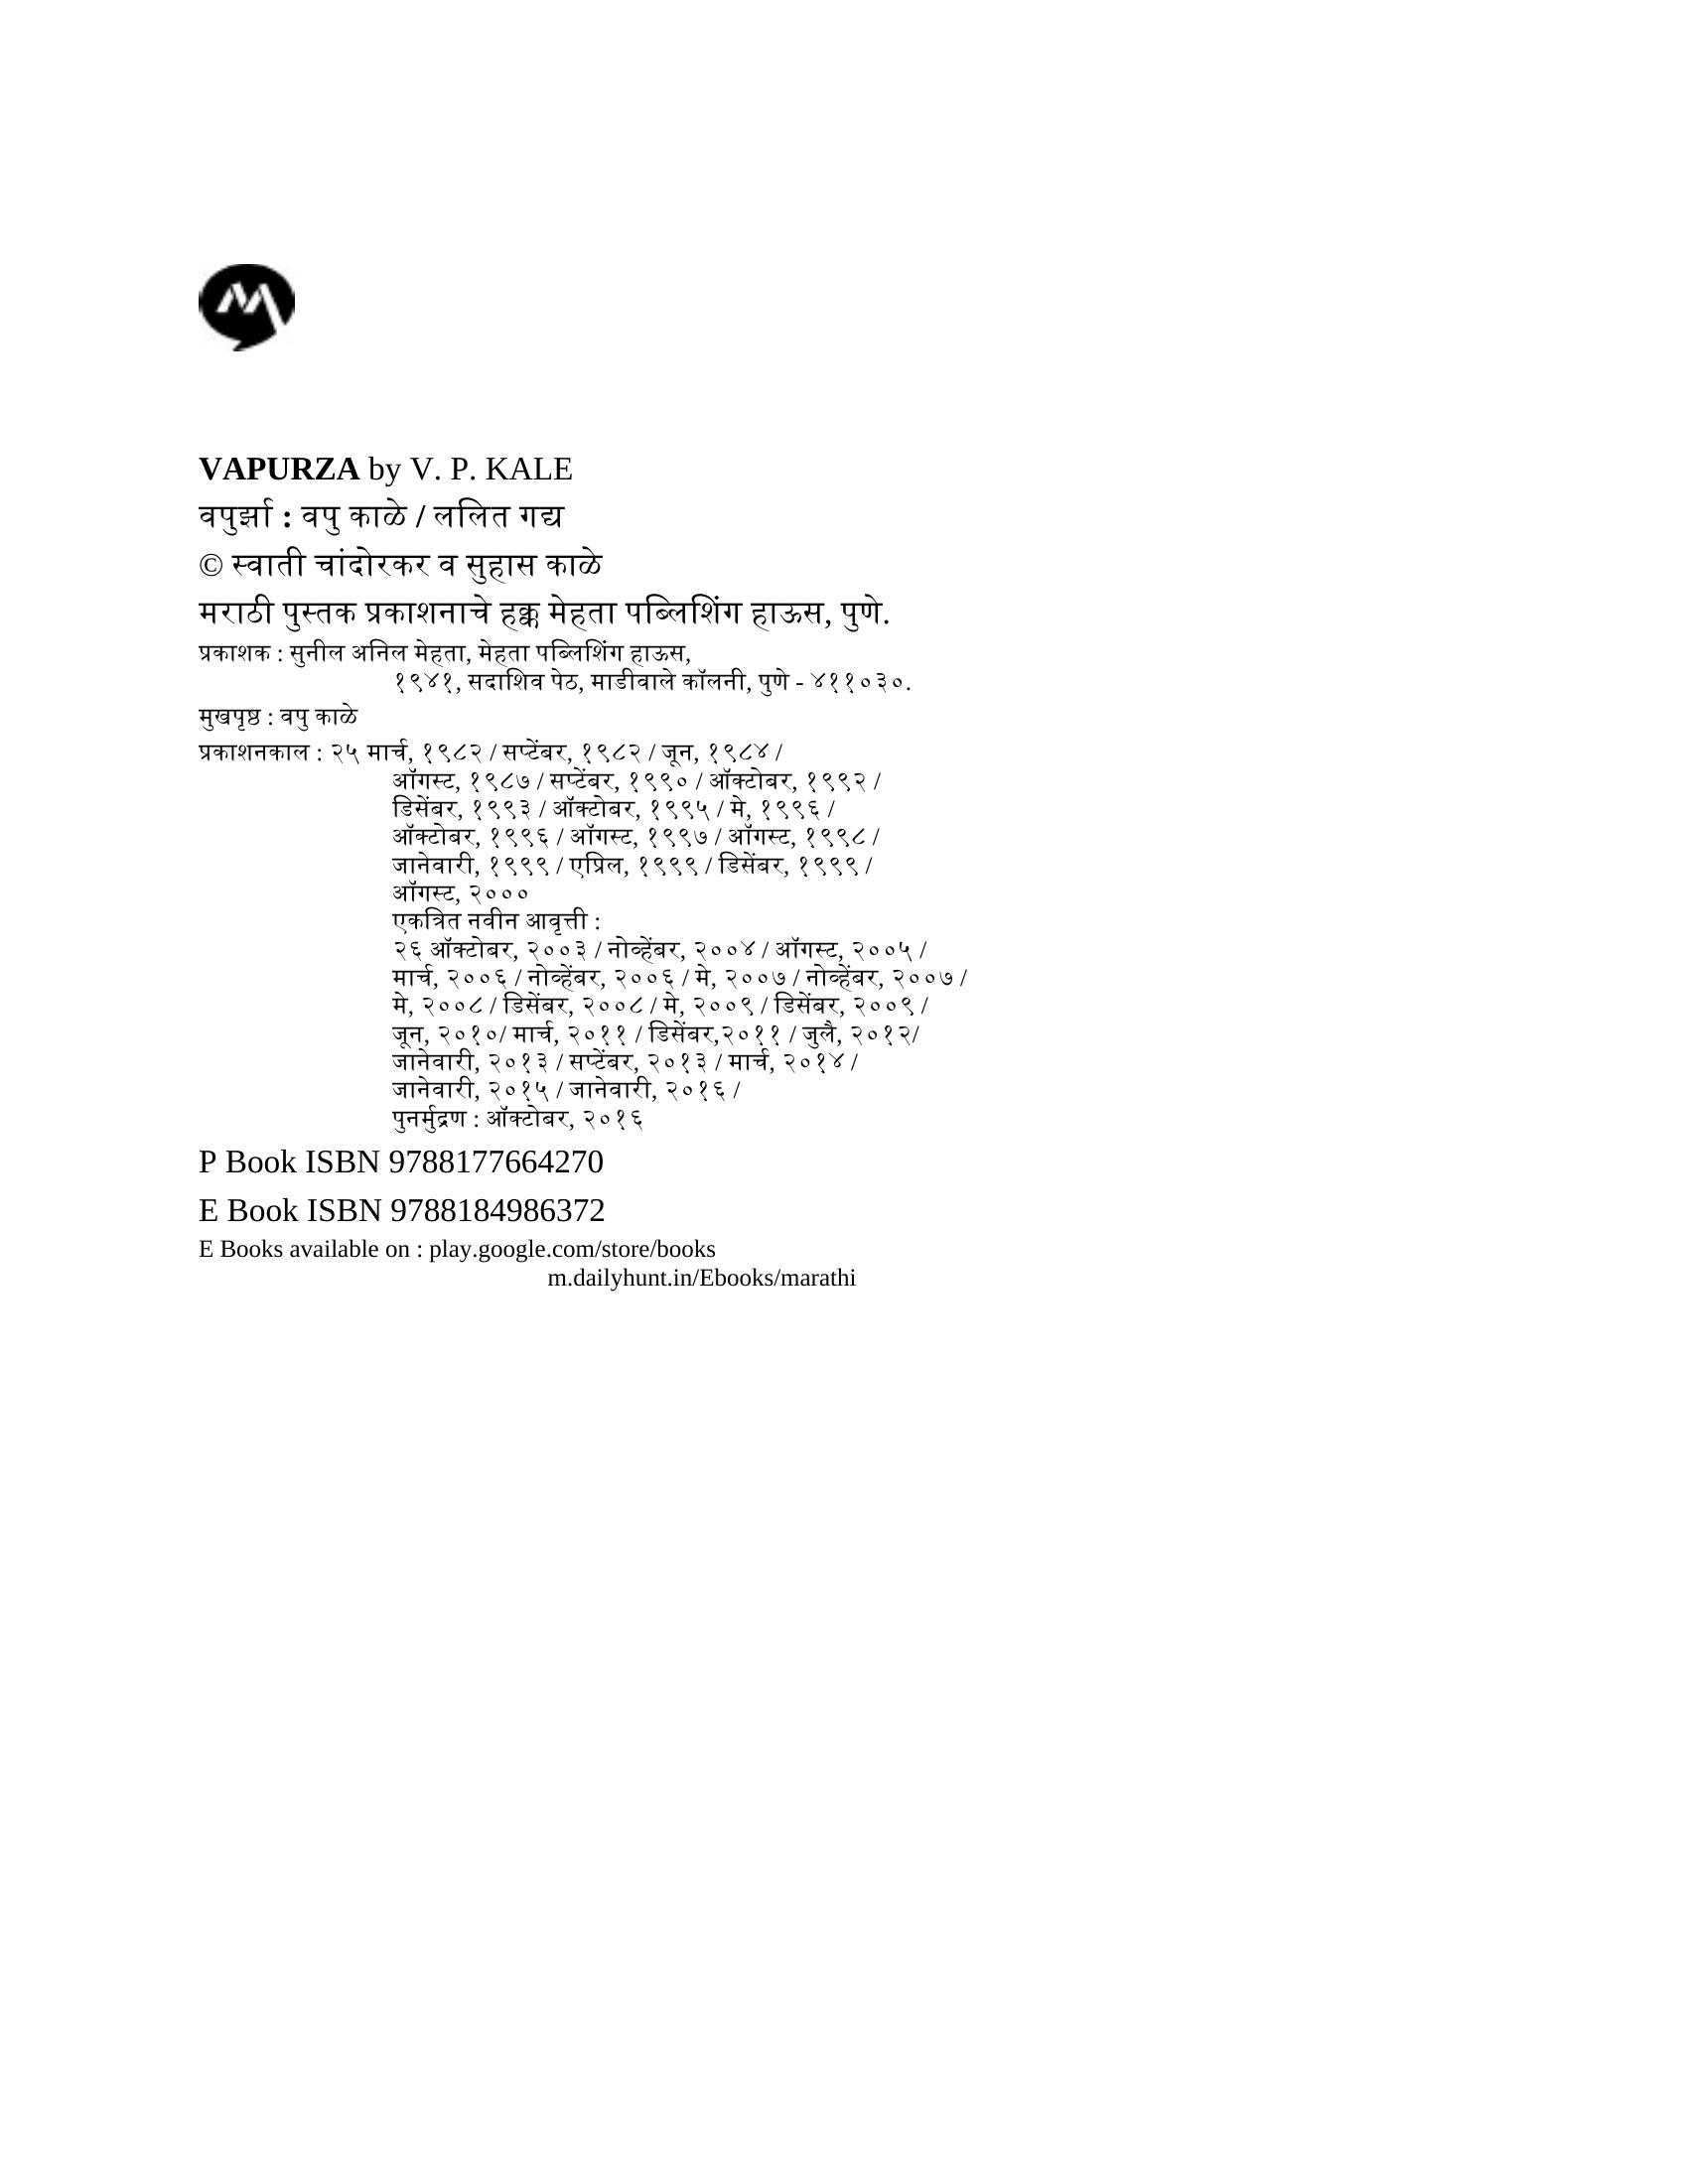 VAPURZA by V. P. KALE
वपुर्झा : वपु काळे / ललित गद्य
© स्वाती चांदोरकर व सुहास काळे
मराठी पुस्तक प्रकाशनाचे हक्क मेहता पब्लिशिंग हाऊस, पुणे.
प्रकाशक : सुनील अनिल मेहता, मेहता पब्लिशिंग हाऊस,
१९४१, सदाशिव पेठ, माडीवाले कॉलनी, पुणे - ४११०३०.
मुखपृष्ठ : वपु काळे
प्रकाशनकाल : २५ मार्च, १९८२ / सप्टेंबर, १९८२ / जून, १९८४ /
ऑगस्ट, १९८७ / सप्टेंबर, १९९० / ऑक्टोबर, १९९२ /
डिसेंबर, १९९३ / ऑक्टोबर, १९९५ / मे, १९९६ /
ऑक्टोबर, १९९६ / ऑगस्ट, १९९७ / ऑगस्ट, १९९८ /
जानेवारी, १९९९ / एप्रिल, १९९९ / डिसेंबर, १९९९ /
ऑगस्ट, २०००
एकत्रित नवीन आवृत्ती :
२६ ऑक्टोबर, २००३ / नोव्हेंबर, २००४ / ऑगस्ट, २००५ /
मार्च, २००६ / नोव्हेंबर, २००६ / मे, २००७ / नोव्हेंबर, २००७ /
मे, २००८ / डिसेंबर, २००८ / मे, २००९ / डिसेंबर, २००९ /
जून, २०१०/ मार्च, २०११ / डिसेंबर,२०११ / जुलै, २०१२/
जानेवारी, २०१३ / सप्टेंबर, २०१३ / मार्च, २०१४ /
जानेवारी, २०१५ / जानेवारी, २०१६ /
पुनर्मुद्रण : ऑक्टोबर, २०१६
P Book ISBN 9788177664270
E Book ISBN 9788184986372
E Books available on : play.google.com/store/books
m.dailyhunt.in/Ebooks/marathi